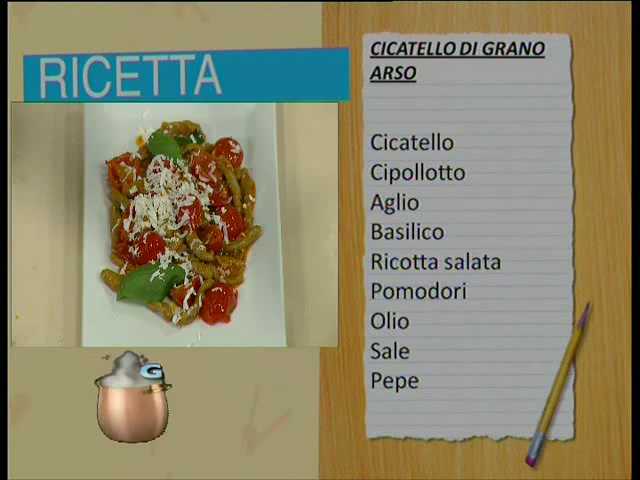 RICETTA
CICATELLO DI GRANO
ARSO
Cicatello
Cipollotto
Aglio
Basilico
Ricotta salata
Pomodori
Olio
Sale
Pepe
G